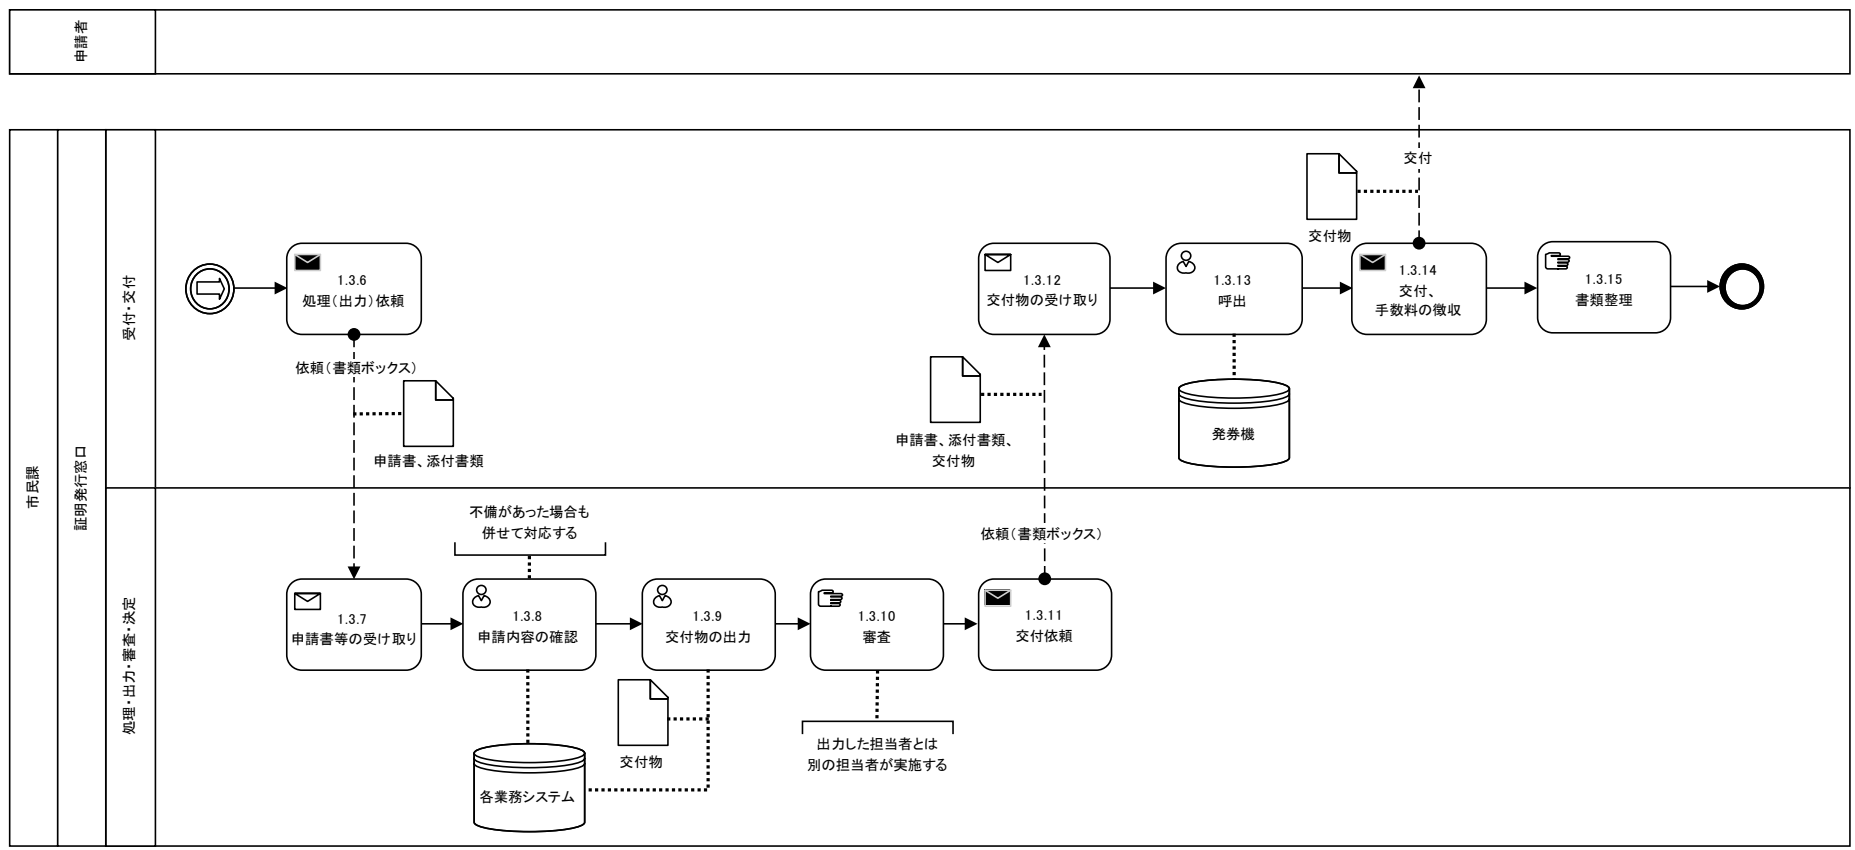 申請者
市民課
証明発行窓口
受付・交付
1.3.6
処理（出力）依頼
依頼（書類ボックス）
申請書、添付書類
1.3.12
交付物の受け取り
申請書、添付書類、
交付物
1.3.13
呼出
発券機
交付
交付物
1.3.14
交付、
手数料の徴収
1.3.15
書類整理
処理・出力・審査・決定
1.3.7
申請書等の受け取り
不備があった場合も
併せて対応する
1.3.8
申請内容の確認
各業務システム
1.3.9
交付物の出力
交付物
1.3.10
審査
出力した担当者とは
別の担当者が実施する
依頼（書類ボックス）
1.3.11
交付依頼